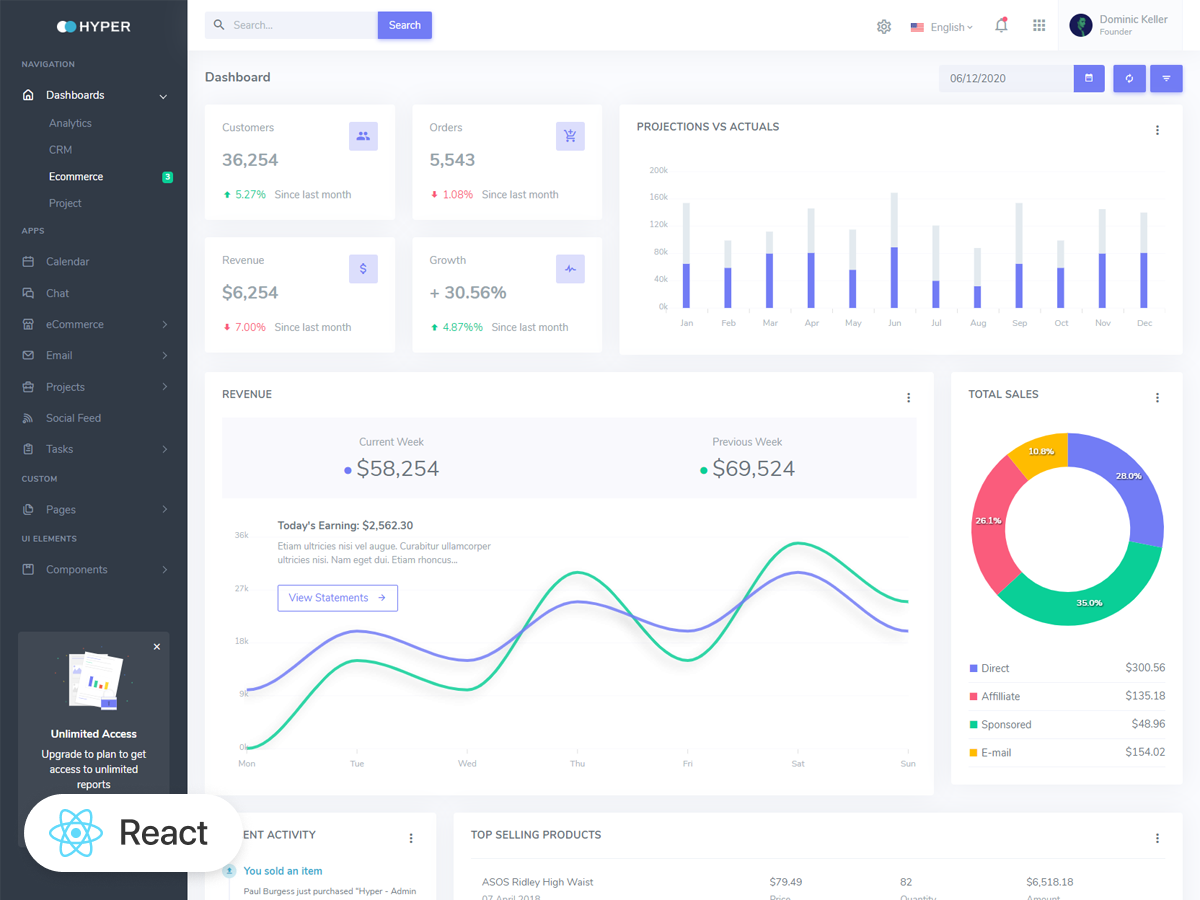 HYPER
Search...
Search
English
Dominic Keller
Founder
NAVIGATION
Dashboards
Analytics
CRM
Ecommerce
3
Project
APPS
Calendar
Chat
eCommerce
Email
Projects
Social Feed
Tasks
CUSTOM
Pages
UI ELEMENTS
Components
Unlimited Access
Upgrade to plan to get
access to unlimited
reports
React
Dashboard
06/12/2020
Customers
36,254
5.27% Since last month
Orders
5,543
1.08% Since last month
Revenue
$6,254
7.00% Since last month
Growth
+ 30.56%
4.87%% Since last month
PROJECTIONS VS ACTUALS
200k
160k
120k
80k
40k
0k
Jan Feb Mar Apr May Jun Jul Aug Sep Oct Nov Dec
REVENUE
Current Week
$58,254
Previous Week
$69,524
Today's Earning: $2,562.30
Etiam ultricies nisi vel augue. Curabitur ullamcorper
ultricies nisi. Nam eget dui. Etiam rhoncus...
View Statements
36k
27k
18k
9k
0k
Mon Tue Wed Thu Fri Sat Sun
TOTAL SALES
10.8%
28.0%
26.1%
35.0%
Direct $300.56
Affilliate $135.18
Sponsored $48.96
E-mail $154.02
ENT ACTIVITY
You sold an item
Paul Burgess just purchased "Hyper - Admin
TOP SELLING PRODUCTS
ASOS Ridley High Waist $79.49 82 $6,518.18
07 April 2018 Price Quantity Amount